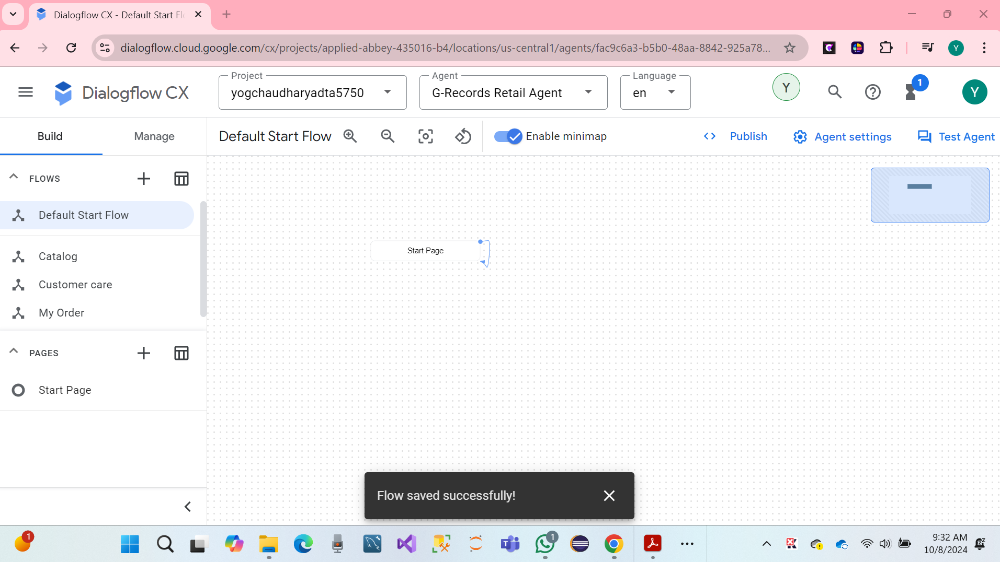 Dialogflow CX - Default Start Fl
dialogflow.cloud.google.com/cx/projects/applied-abbey-435016-b4/locations/us-central1/agents/fac9c6a3-b5b0-48aa-8842-925a78...
Y
Dialogflow CX
Project
yogchaudharyadta5750
Agent
G-Records Retail Agent
Language
en
Y
1
Y
Build
Manage
Default Start Flow
Enable minimap
Publish
Agent settings
Test Agent
FLOWS
Default Start Flow
Catalog
Customer care
My Order
PAGES
Start Page
Start Page
Flow saved successfully!
1
1
9:32 AM
10/8/2024